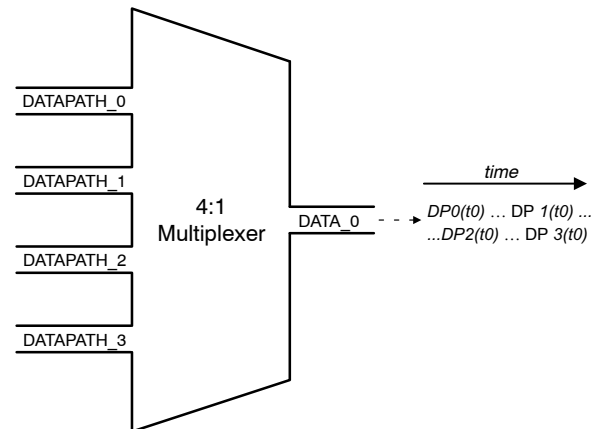 DATAPATH_0
DATAPATH_1
DATAPATH_2
DATAPATH_3
4:1
Multiplexer
DATA_0
time
DP0(t0) … DP 1(t0) ...
...DP2(t0) … DP 3(t0)